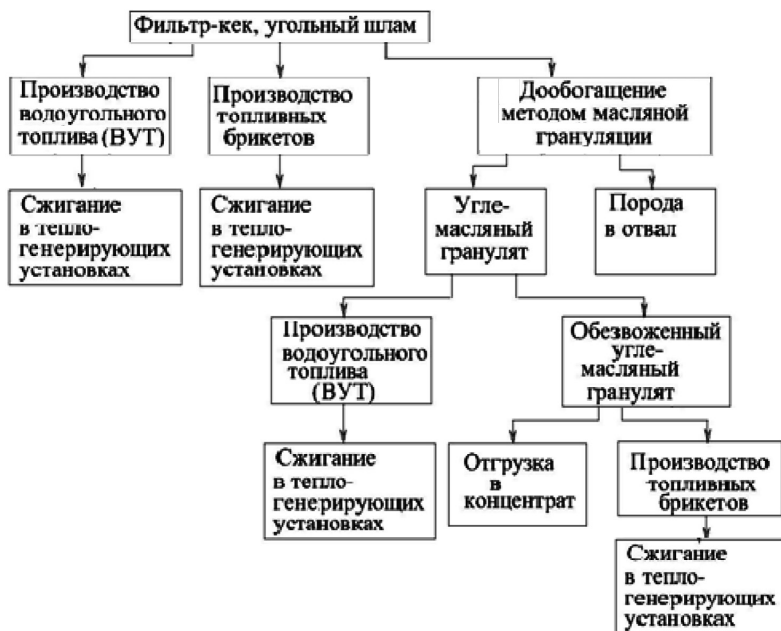 Фильтр-кек, угольный шлам
Производство
водоугольного
топлива (ВУТ)
Производство
топливных
брикетов
Дообогащение
методом масляной
грануляции
Сжигание
в тепло-
генерирующих
установках
Сжигание
в тепло-
генерирующих
установках
Угле-
масляный
гранулят
Порода
в отвал
Производство
водоугольного
топлива
(ВУТ)
Обезвоженный
угле-
масляный
гранулят
Сжигание
в тепло-
генерирующих
установках
Отгрузка
в
концентрат
Производство
топливных
брикетов
Сжигание
в тепло-
генерирующих
установках